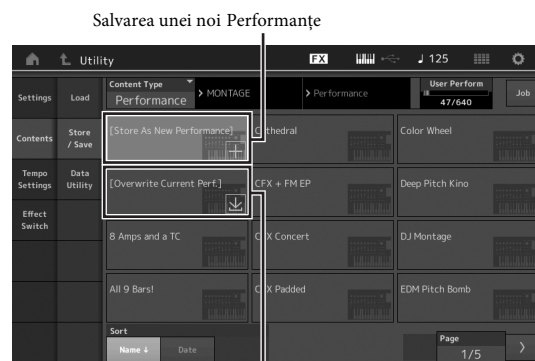 Salvarea unei noi Performanțe
Utility
FX
♩ 125
Settings
Load
Content Type
Performance
> MONTAGE
> Performance
User Perform
47/640
Job
Contents
Store / Save
[Store As New Performance]
Cathedral
Color Wheel
Tempo Settings
Data Utility
[Overwrite Current Perf.]
CFX + FM EP
Deep Pitch Kino
Effect Switch
8 Amps and a TC
CFX Concert
DJ Montage
All 9 Bars!
CFX Padded
EDM Pitch Bomb
Sort
Name ↓
Date
Page
1/5
>